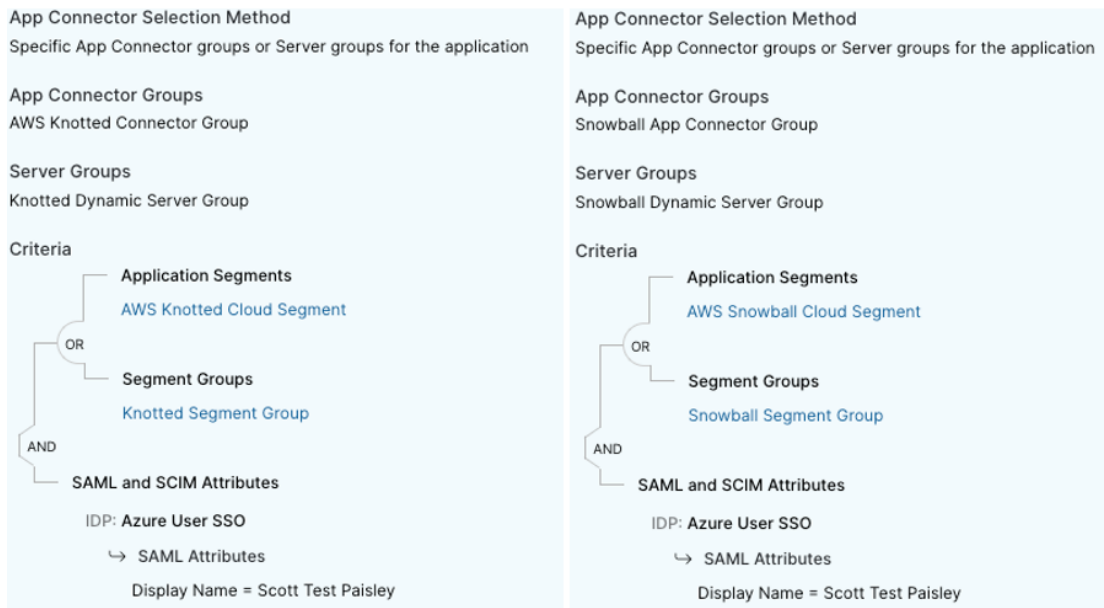 App Connector Selection Method
Specific App Connector groups or Server groups for the application
App Connector Groups
AWS Knotted Connector Group
Server Groups
Knotted Dynamic Server Group
Criteria
Application Segments
AWS Knotted Cloud Segment
OR
Segment Groups
Knotted Segment Group
AND
SAML and SCIM Attributes
IDP: Azure User SSO
SAML Attributes
Display Name = Scott Test Paisley
App Connector Selection Method
Specific App Connector groups or Server groups for the application
App Connector Groups
Snowball App Connector Group
Server Groups
Snowball Dynamic Server Group
Criteria
Application Segments
AWS Snowball Cloud Segment
OR
Segment Groups
Snowball Segment Group
AND
SAML and SCIM Attributes
IDP: Azure User SSO
SAML Attributes
Display Name = Scott Test Paisley